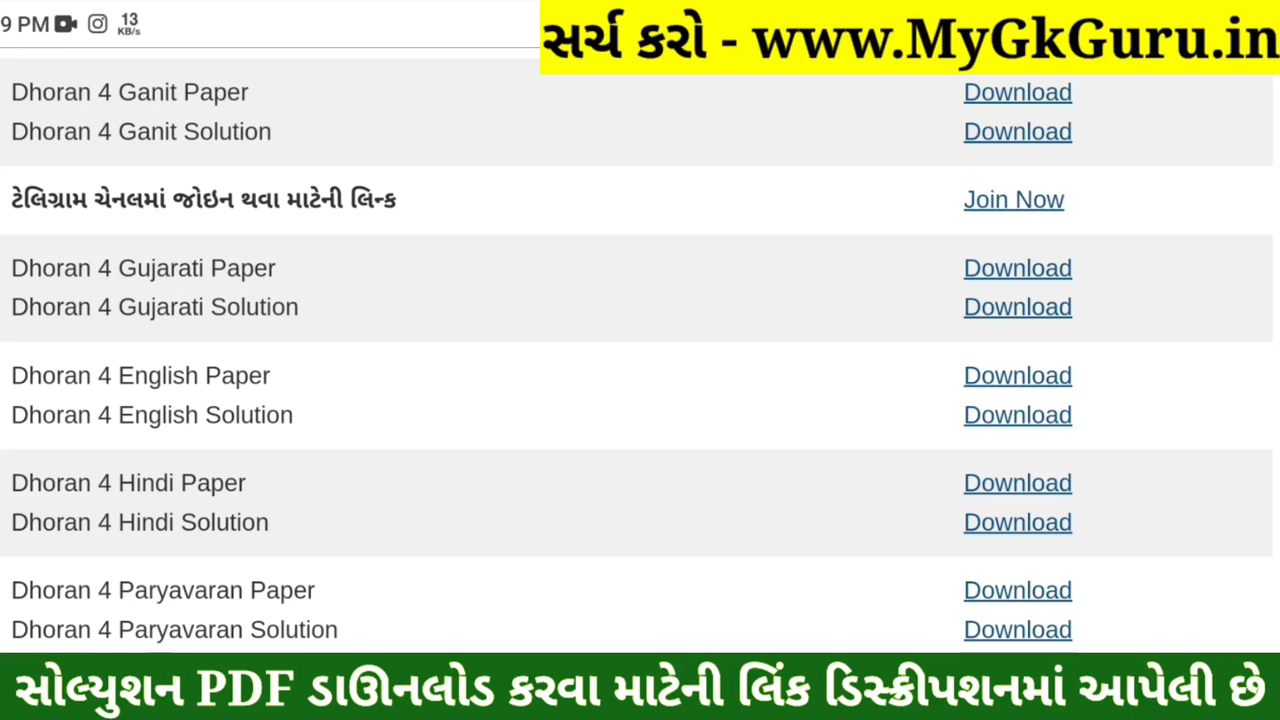 9 PM 13 KB/s
સર્ચ કરો - www.MyGkGuru.in
Dhoran 4 Ganit Paper Download
Dhoran 4 Ganit Solution Download
ટેલિગ્રામ ચેનલમાં જોઇન થવા માટેની લિન્ક Join Now
Dhoran 4 Gujarati Paper Download
Dhoran 4 Gujarati Solution Download
Dhoran 4 English Paper Download
Dhoran 4 English Solution Download
Dhoran 4 Hindi Paper Download
Dhoran 4 Hindi Solution Download
Dhoran 4 Paryavaran Paper Download
Dhoran 4 Paryavaran Solution Download
સોલ્યુશન PDF ડાઊનલોડ કરવા માટેની લિંક ડિસ્ક્રીપશનમાં આપેલી છે